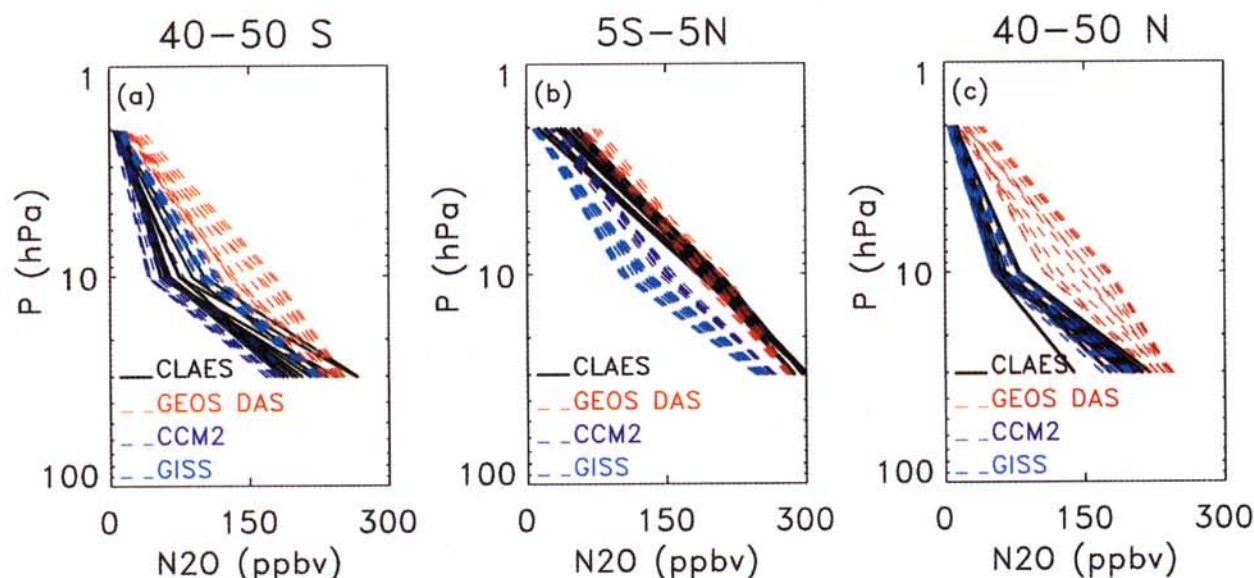 40-50 S
5S-5N
40-50 N
(a)
(b)
(c)
1
10
100
P (hPa)
CLAES
GEOS DAS
CCM2
GISS
0 150 300
N2O (ppbv)
1
10
100
P (hPa)
CLAES
GEOS DAS
CCM2
GISS
0 150 300
N2O (ppbv)
1
10
100
P (hPa)
CLAES
GEOS DAS
CCM2
GISS
0 150 300
N2O (ppbv)